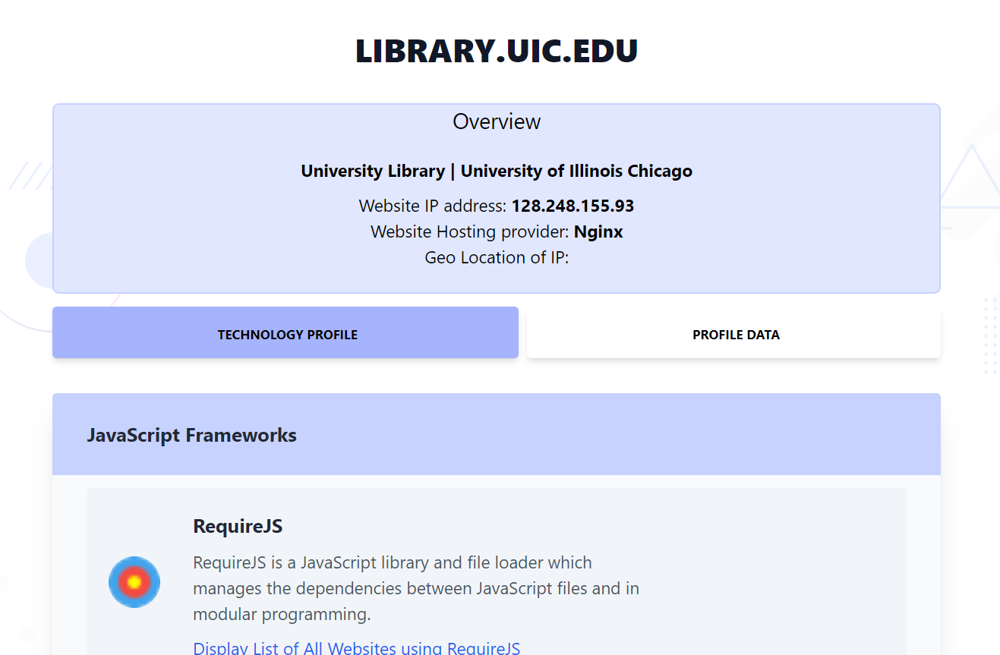 LIBRARY.UIC.EDU
Overview
University Library | University of Illinois Chicago
Website IP address: 128.248.155.93
Website Hosting provider: Nginx
Geo Location of IP:
TECHNOLOGY PROFILE
PROFILE DATA
JavaScript Frameworks
RequireJS
RequireJS is a JavaScript library and file loader which
manages the dependencies between JavaScript files and in
modular programming.
Display List of All Websites using RequireJS